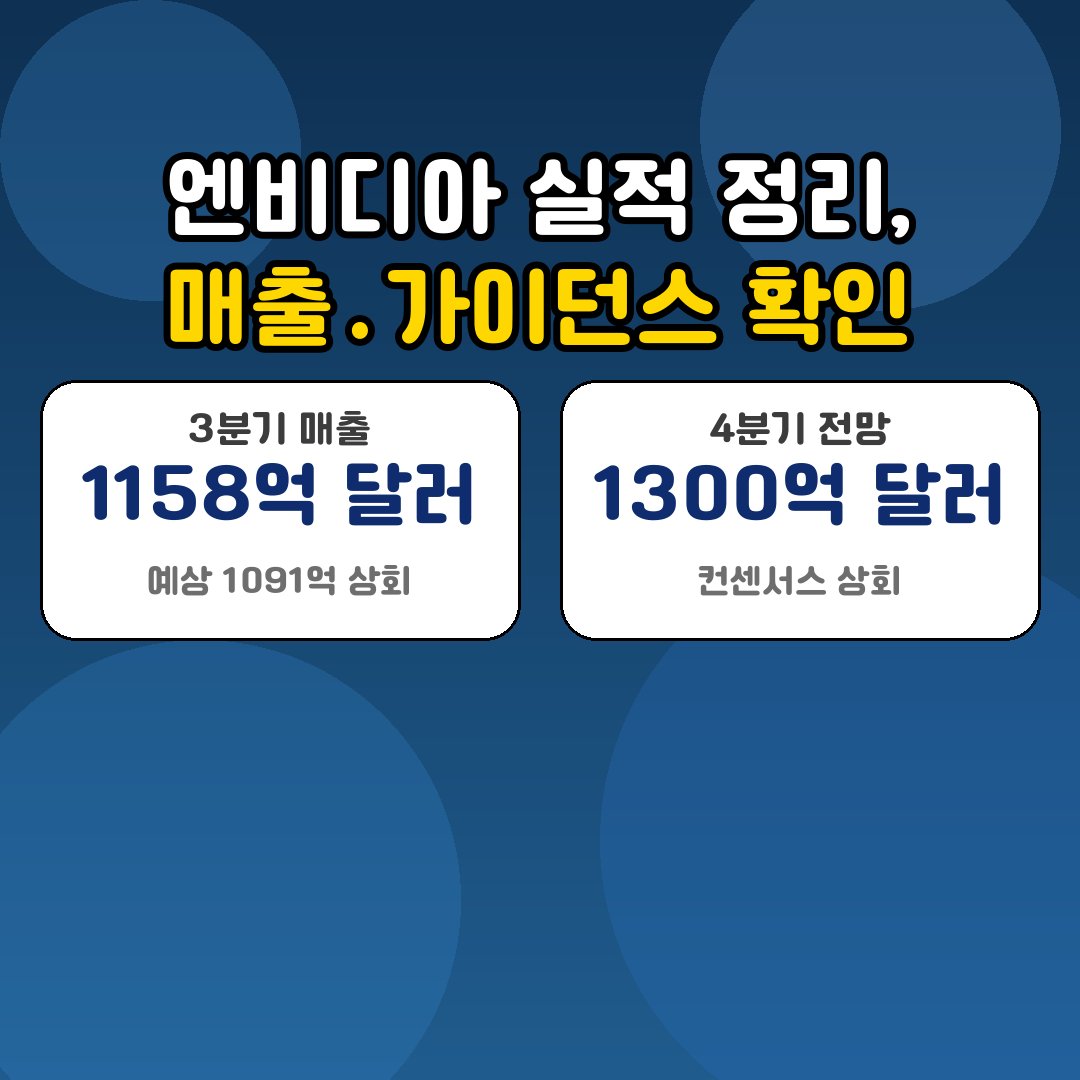 엔비디아 실적 정리,
매출·가이던스 확인
3분기 매출
1158억 달러
예상 1091억 상회
4분기 전망
1300억 달러
컨센서스 상회